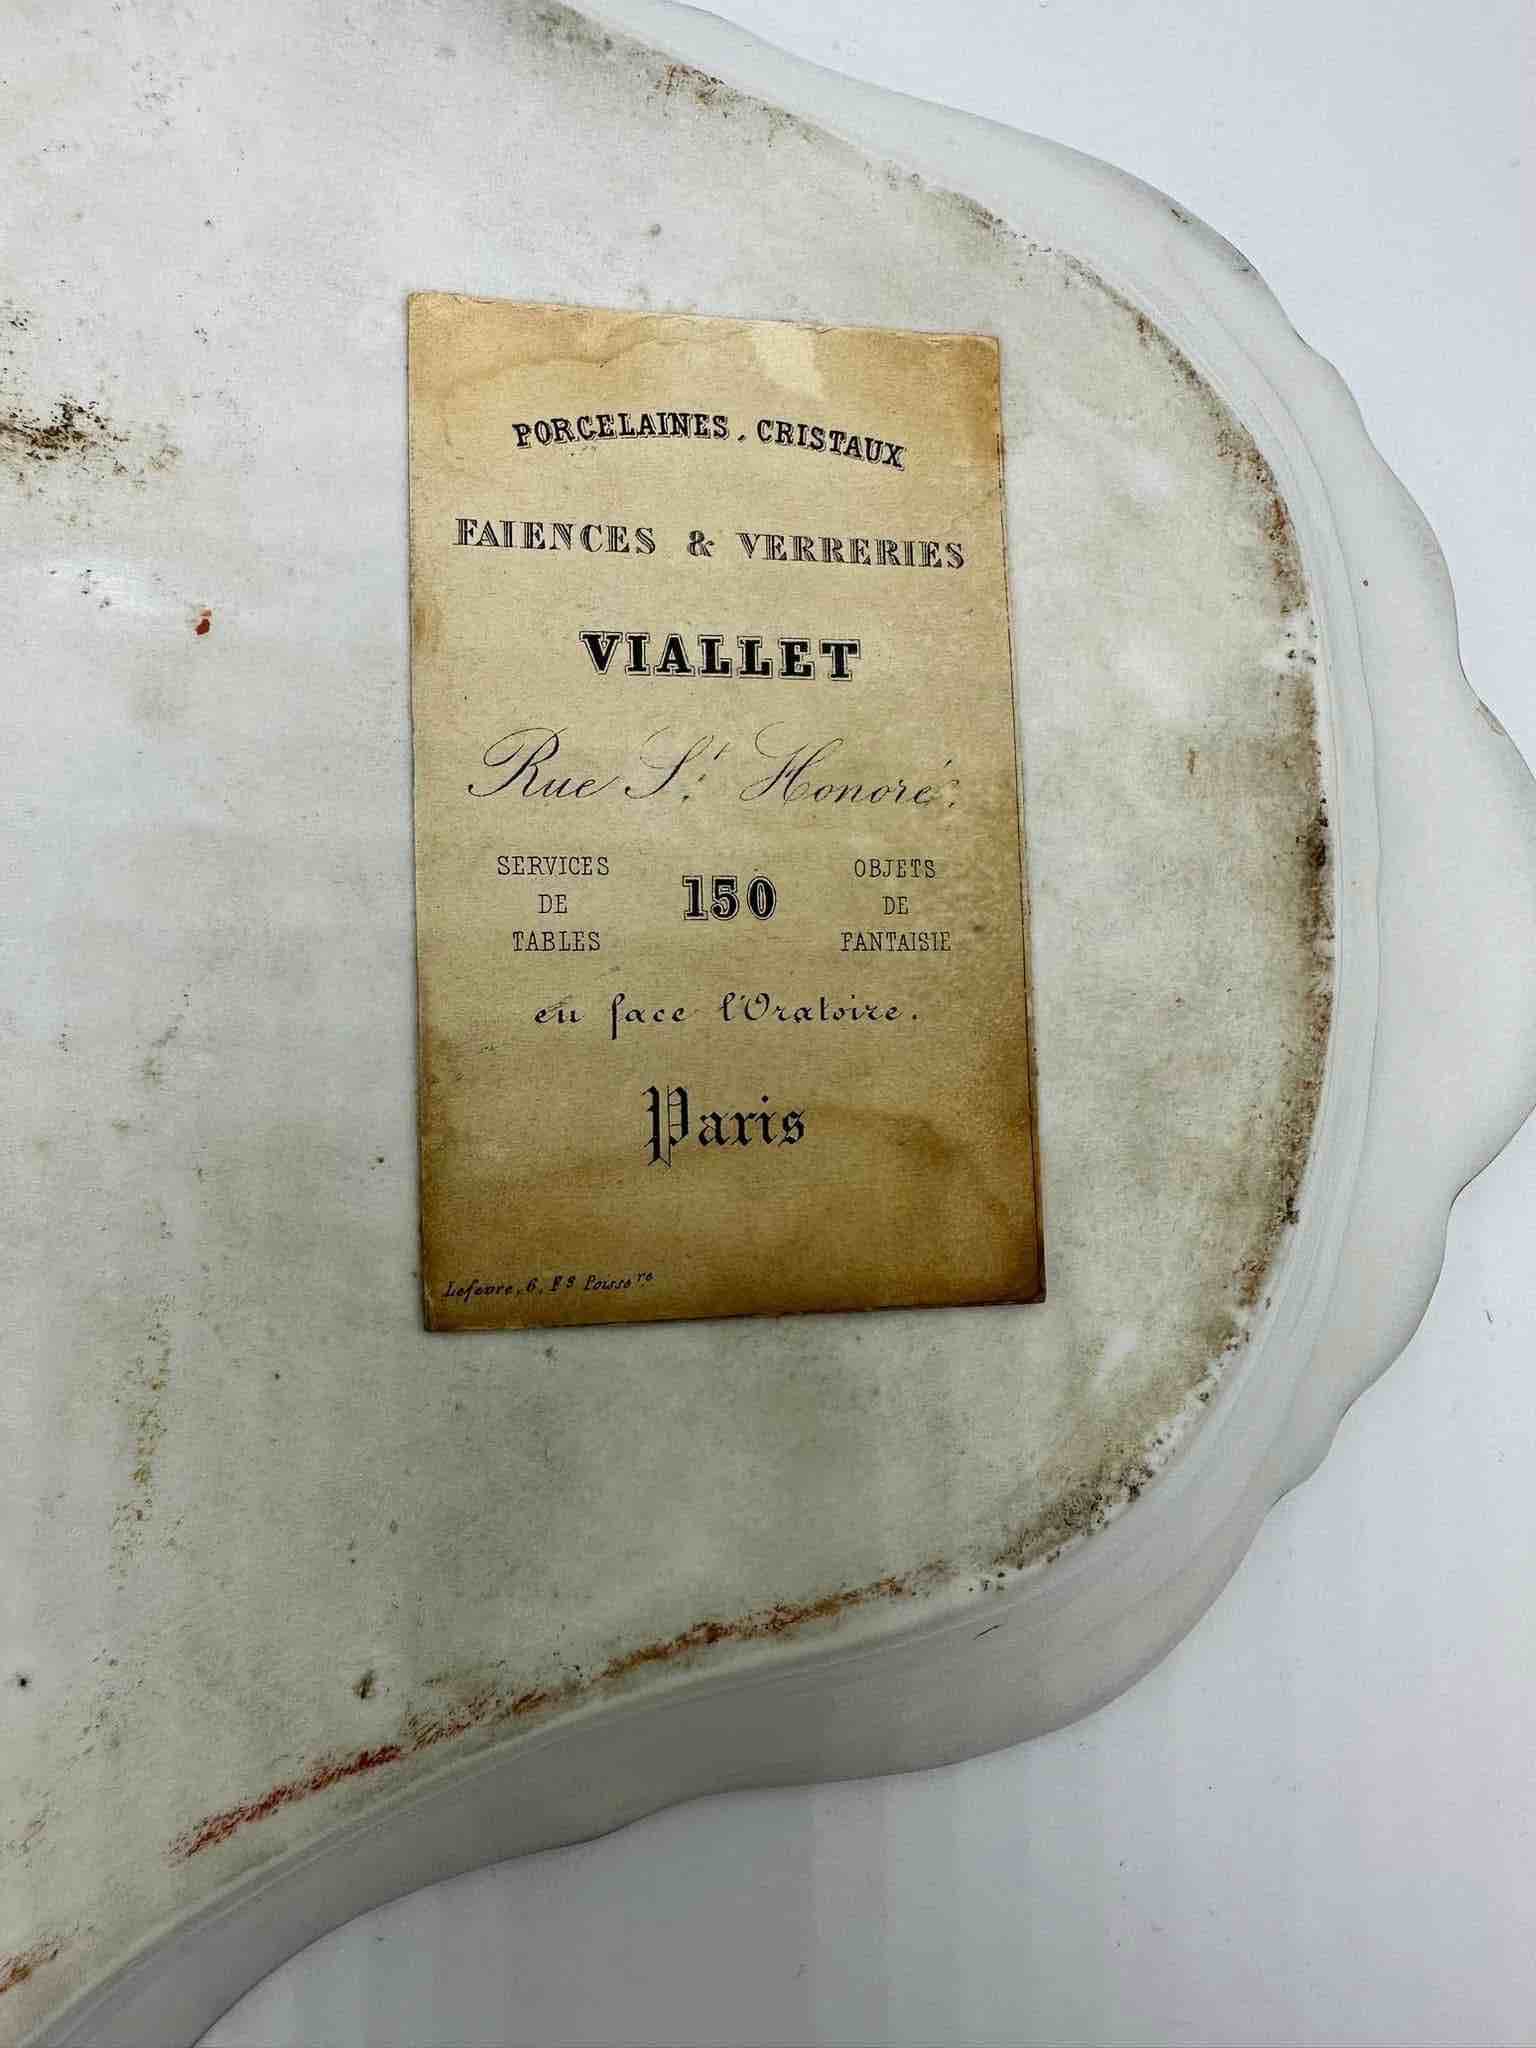 PORCELAINES, CRISTAUX
FAIENCES & VERRERIES
VIALLET
Rue St Honoré.
SERVICES DE TABLES
150
OBJETS DE FANTAISIE
en face l'Oratoire.
Paris
Lefevre, 6, Fg Poissre